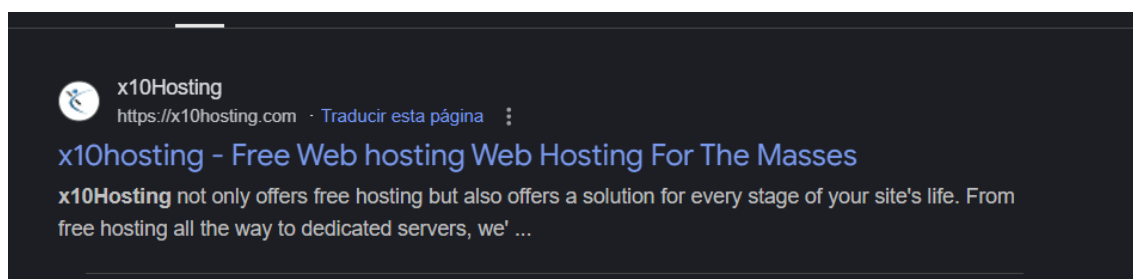 x10Hosting
https://x10hosting.com · Traducir esta página
x10hosting - Free Web hosting Web Hosting For The Masses
x10Hosting not only offers free hosting but also offers a solution for every stage of your site's life. From
free hosting all the way to dedicated servers, we' ...